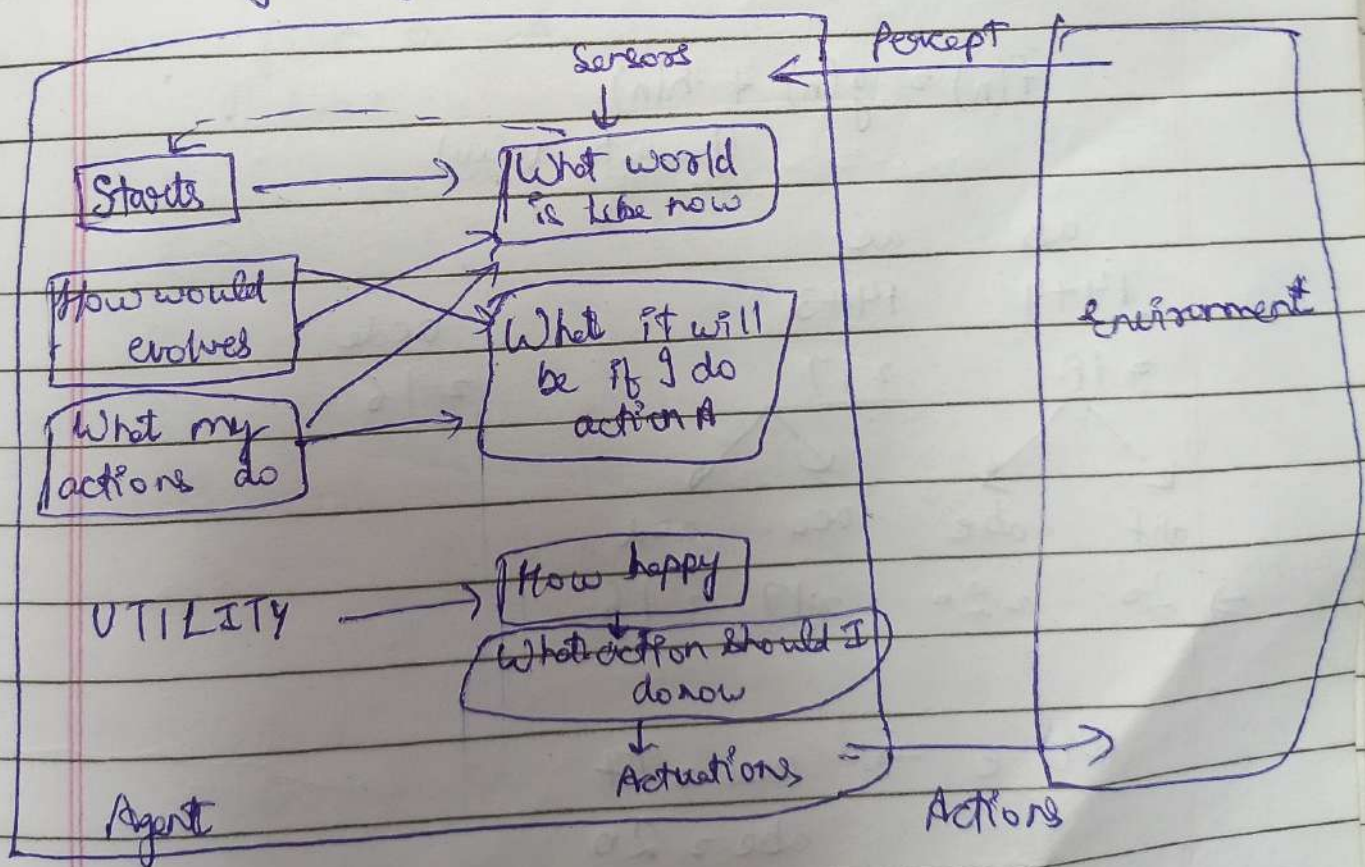 Sensors
Percept
Starts
What world
is like now
How would
evolves
What it will
be if I do
action A
Environment
What my
actions do
How happy
UTILITY
What action should I
do now
Actuations
Agent
Actions